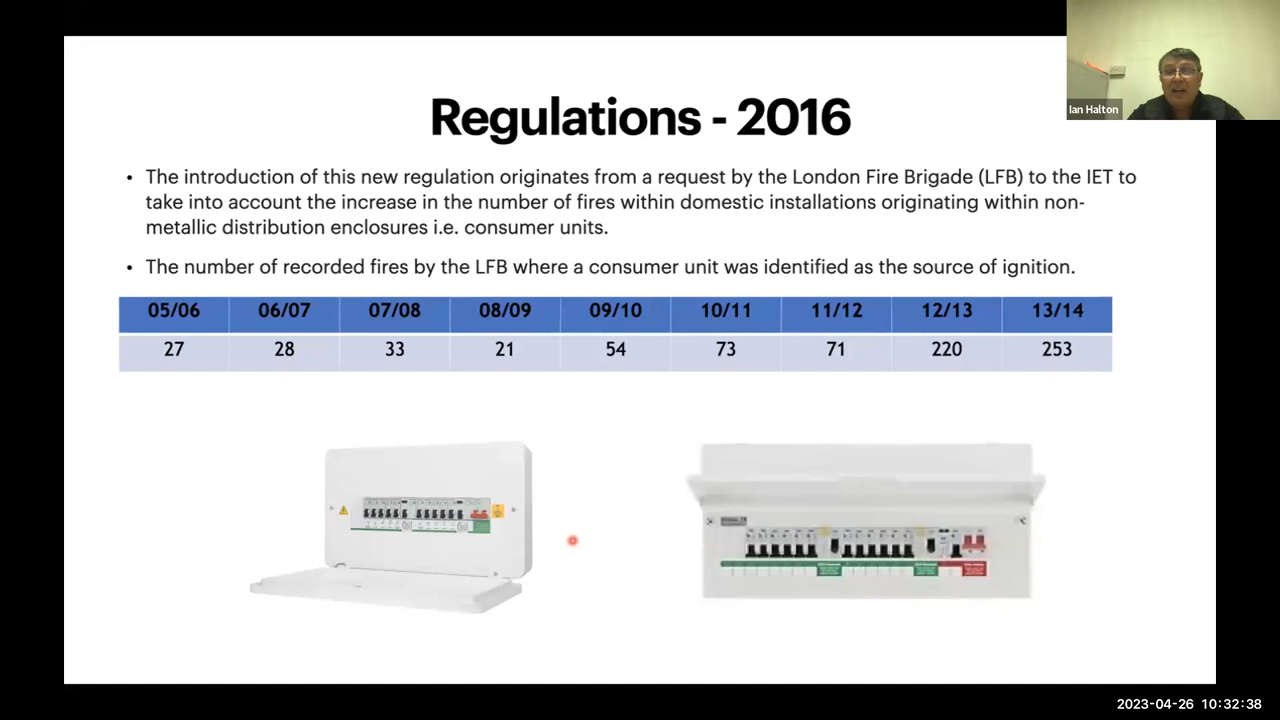 Ian Halton
Regulations - 2016
• The introduction of this new regulation originates from a request by the London Fire Brigade (LFB) to the IET to
take into account the increase in the number of fires within domestic installations originating within non-
metallic distribution enclosures i.e. consumer units.
• The number of recorded fires by the LFB where a consumer unit was identified as the source of ignition.
05/06 06/07 07/08 08/09 09/10 10/11 11/12 12/13 13/14
27 28 33 21 54 73 71 220 253
2023-04-26 10:32:38